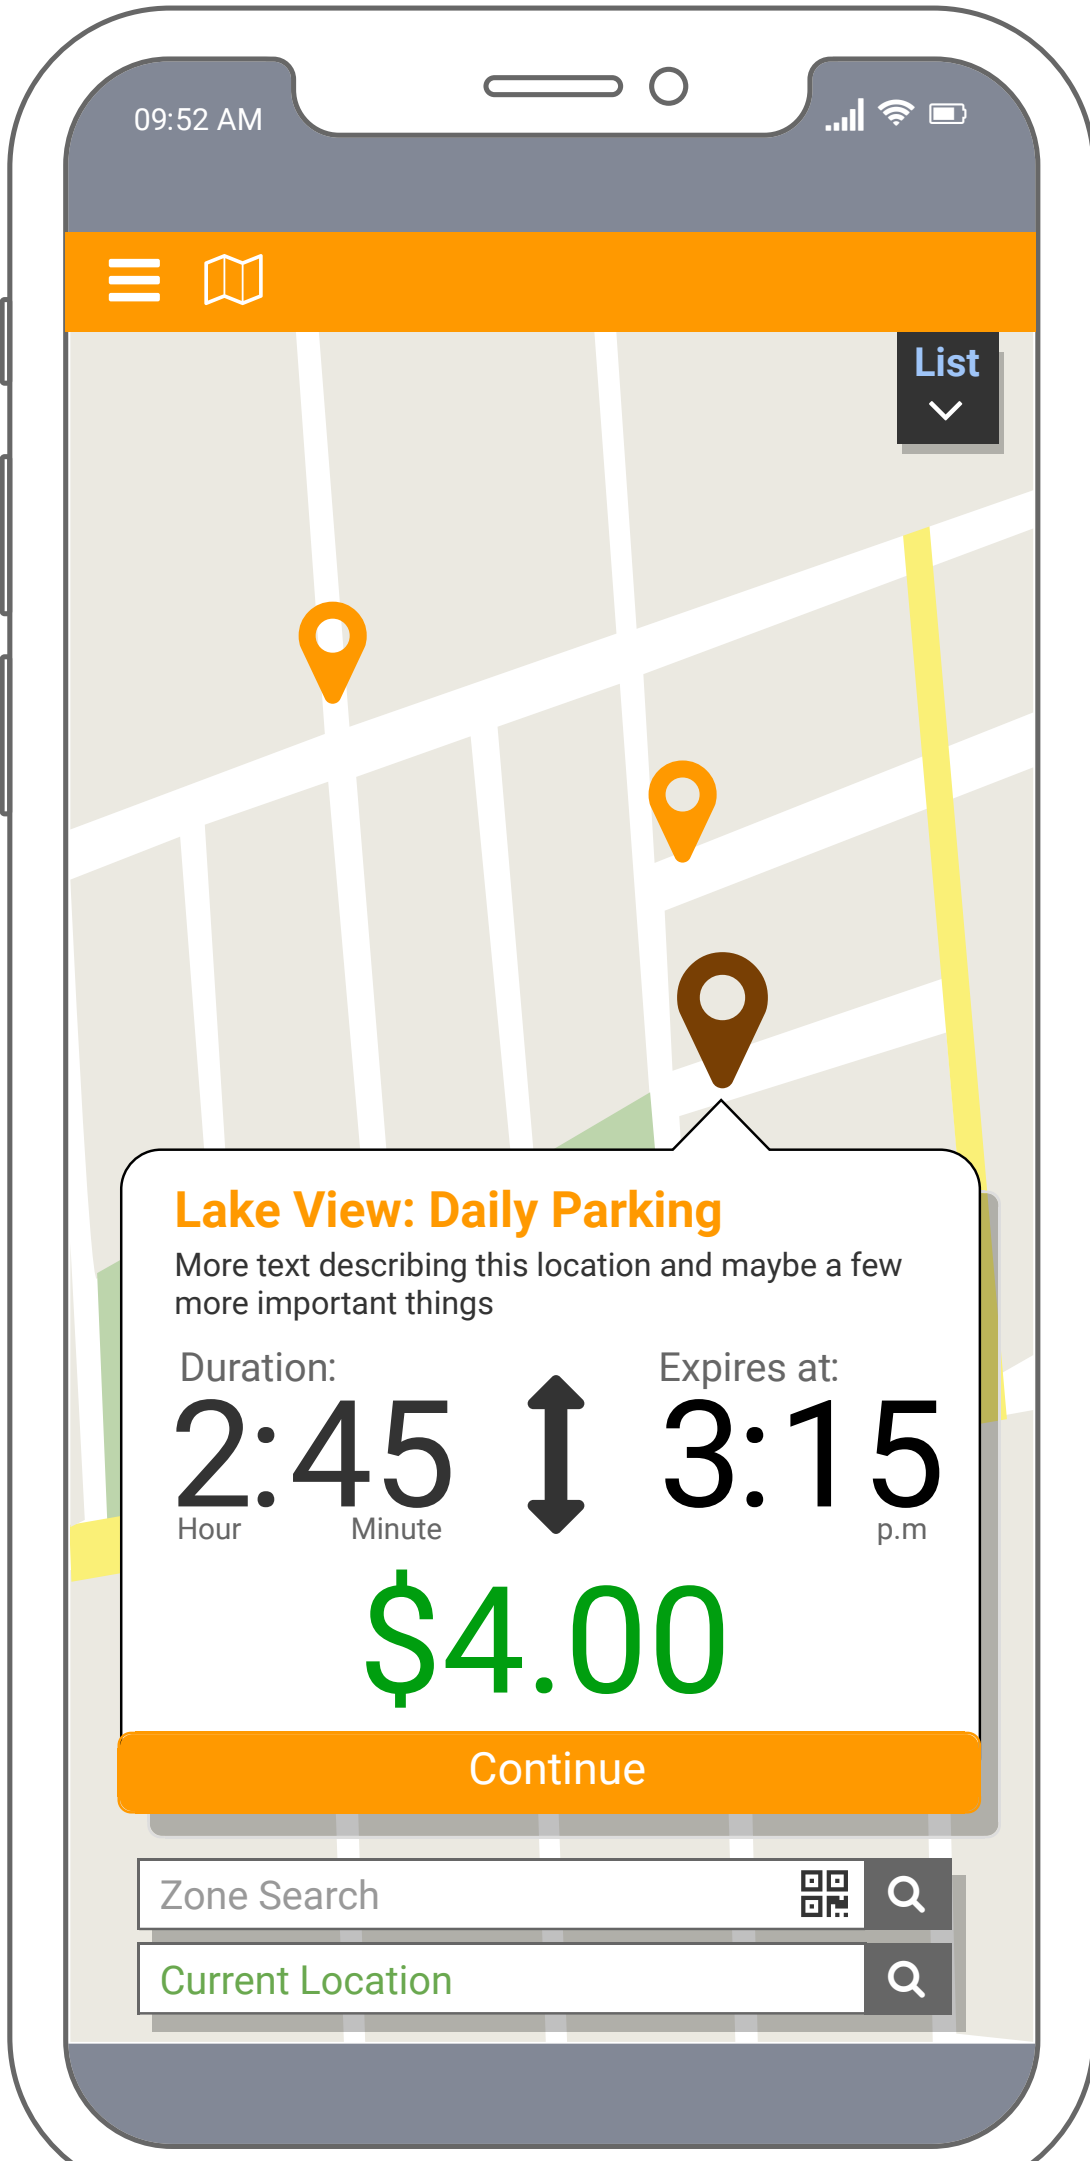 09:52 AM
List
Lake View: Daily Parking
More text describing this location and maybe a few
more important things
Duration: Expires at:
2:45 3:15
Hour Minute p.m
$4.00
Continue
Zone Search
Current Location